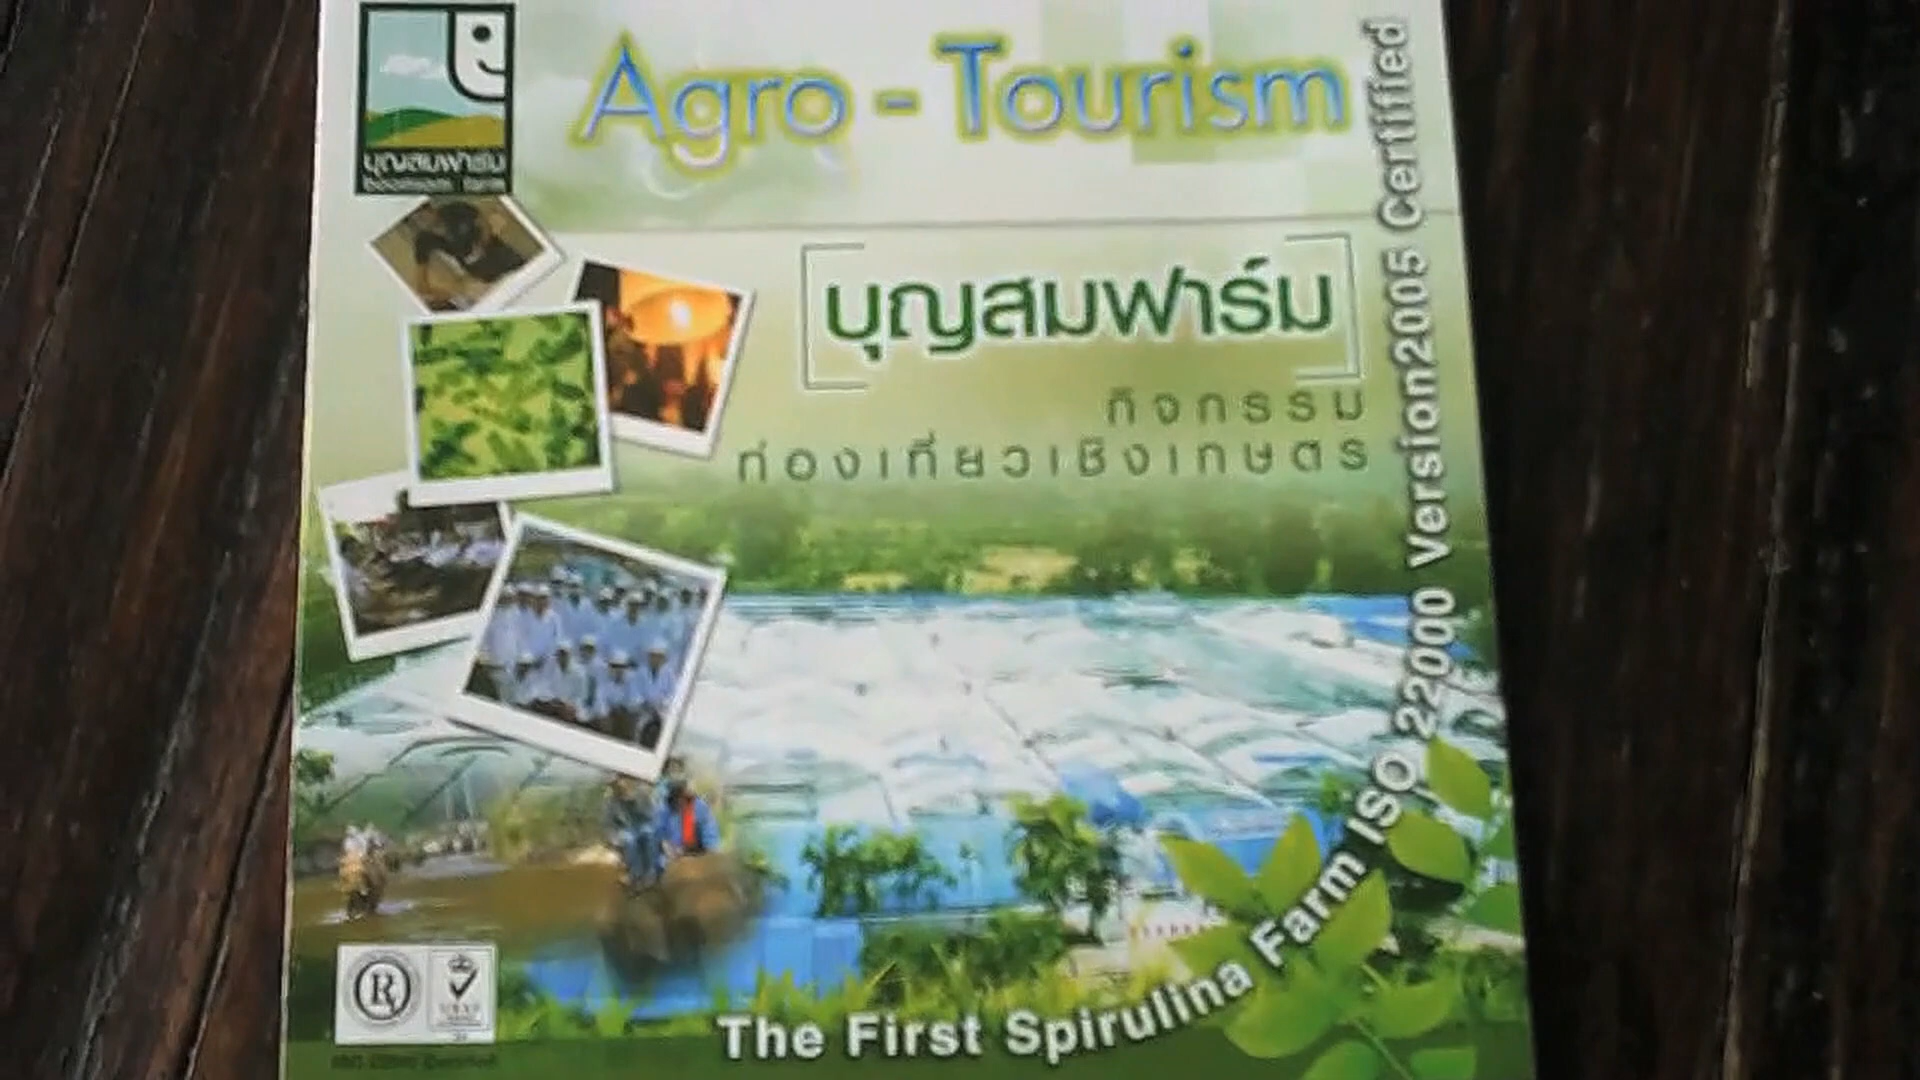 Agro - Tourism
บุญสมฟาร์ม
boonsom farm
บุญสมฟาร์ม
กิจกรรม
ท่องเที่ยวเชิงเกษตร
The First Spirulina Farm ISO 22000 Version2005 Certified